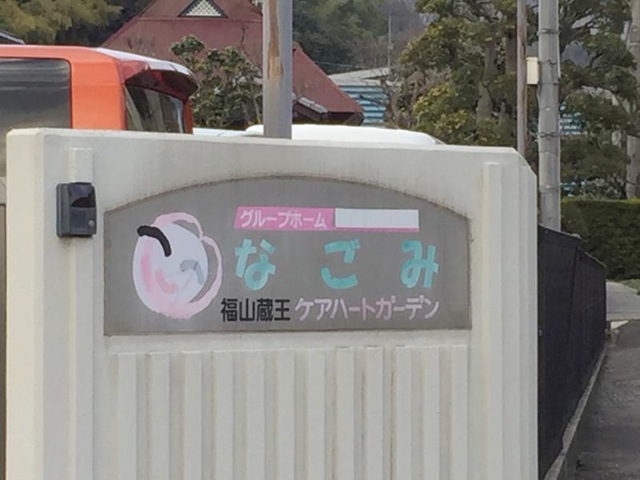 グループホーム
なごみ
福山蔵王 ケアハートガーデン